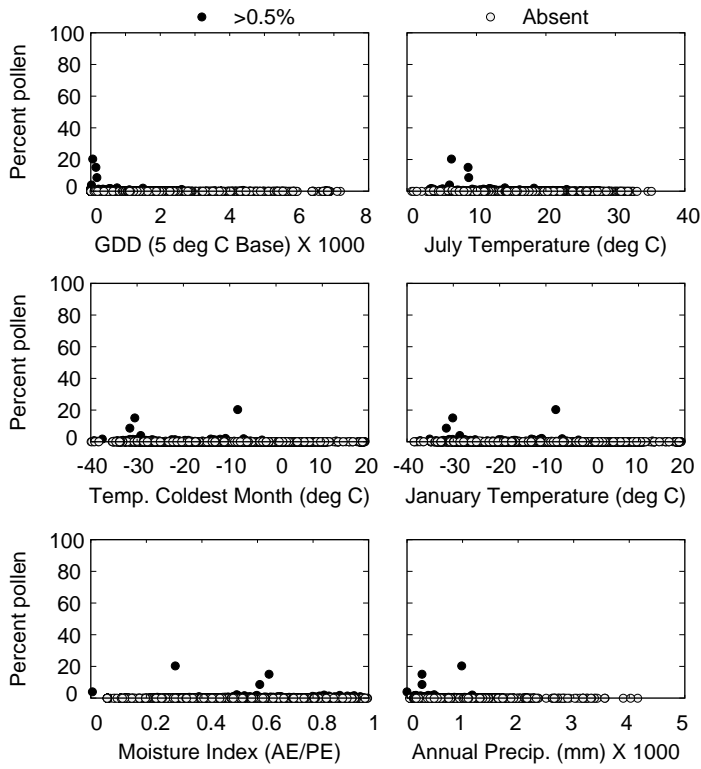 >0.5% Absent
Percent pollen
100
80
60
40
20
0
0 2 4 6 8
GDD (5 deg C Base) X 1000
0 10 20 30 40
July Temperature (deg C)
Percent pollen
100
80
60
40
20
0
-40 -30 -20 -10 0 10 20
Temp. Coldest Month (deg C)
-40 -30 -20 -10 0 10 20
January Temperature (deg C)
Percent pollen
100
80
60
40
20
0
0 0.2 0.4 0.6 0.8 1
Moisture Index (AE/PE)
0 1 2 3 4 5
Annual Precip. (mm) X 1000